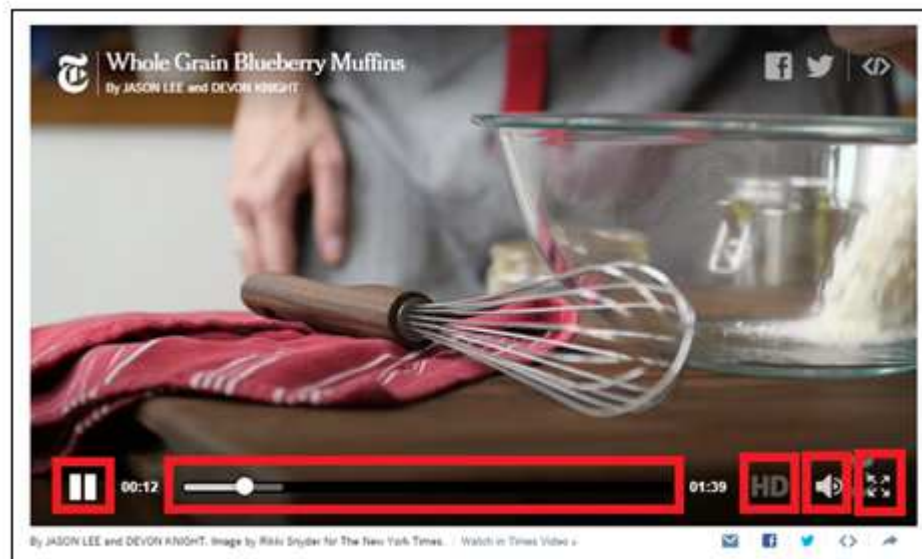 Whole Grain Blueberry Muffins
By JASON LEE and DEVON KNIGHT
00:12
01:39
HD
By JASON LEE and DEVON KNIGHT. Image by Rikki Snyder for The New York Times. / Watch in Times Video »